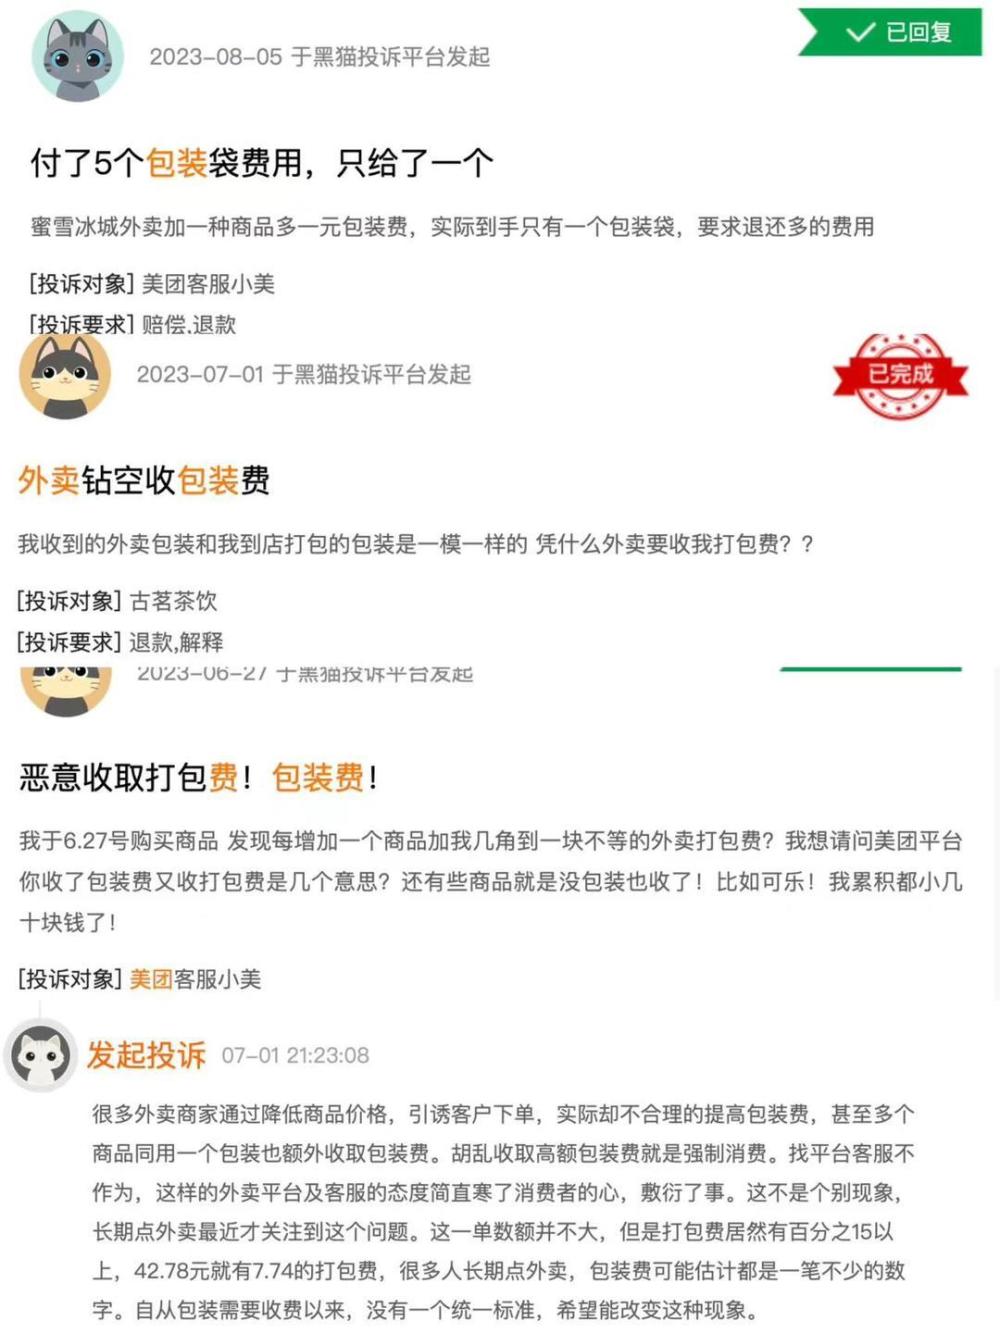 2023-08-05 于黑猫投诉平台发起
已回复
付了5个包装袋费用，只给了一个
蜜雪冰城外卖加一种商品多一元包装费，实际到手只有一个包装袋，要求退还多的费用
[投诉对象] 美团客服小美
[投诉要求] 赔偿,退款
2023-07-01 于黑猫投诉平台发起
已完成
外卖钻空收包装费
我收到的外卖包装和我到店打包的包装是一模一样的 凭什么外卖要收我打包费？？
[投诉对象] 古茗茶饮
[投诉要求] 退款,解释
2023-06-27 于黑猫投诉平台发起
恶意收取打包费！包装费！
我于6.27号购买商品 发现每增加一个商品加我几角到一块不等的外卖打包费？我想请问美团平台
你收了包装费又收打包费是几个意思？还有些商品就是没包装也收了！比如可乐！我累积都小几
十块钱了！
[投诉对象] 美团客服小美
发起投诉 07-01 21:23:08
很多外卖商家通过降低商品价格，引诱客户下单，实际却不合理的提高包装费，甚至多个
商品同用一个包装也额外收取包装费。胡乱收取高额包装费就是强制消费。找平台客服不
作为，这样的外卖平台及客服的态度简直寒了消费者的心，敷衍了事。这不是个别现象，
长期点外卖最近才关注到这个问题。这一单数额并不大，但是打包费居然有百分之15以
上，42.78元就有7.74的打包费，很多人长期点外卖，包装费可能估计都是一笔不少的数
字。自从包装需要收费以来，没有一个统一标准，希望能改变这种现象。